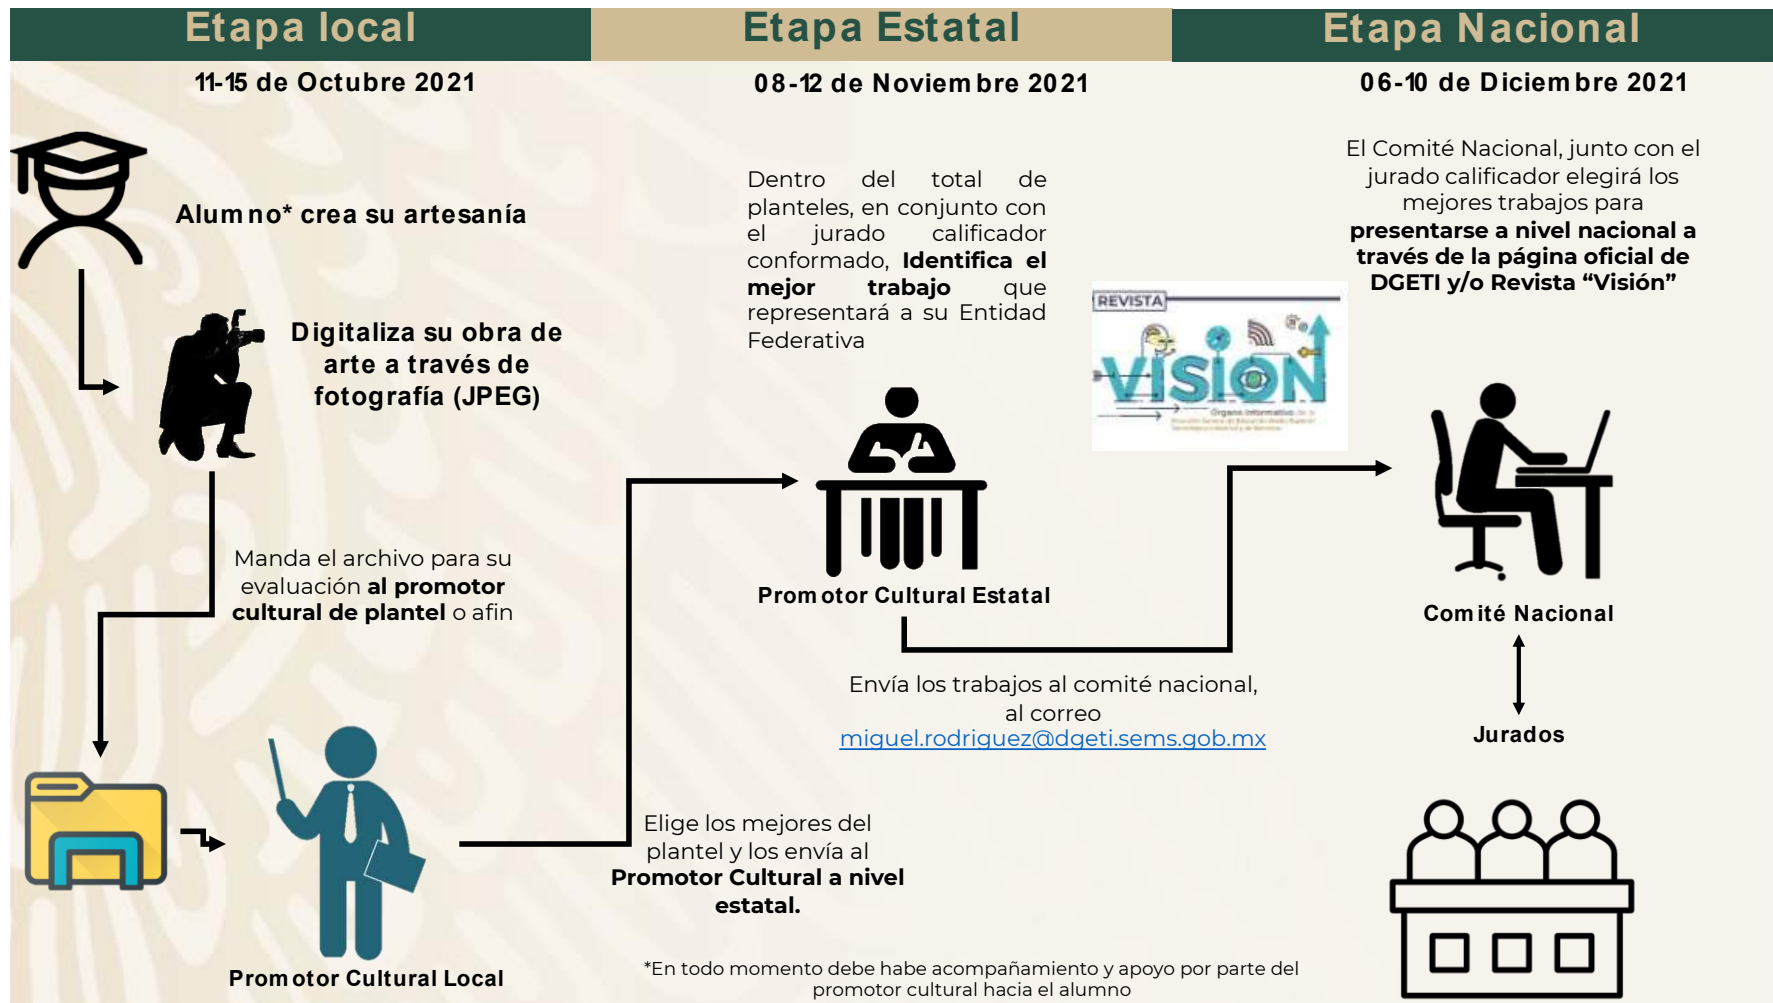 Etapa local
11-15 de Octubre 2021
Alumno* crea su artesanía
Digitaliza su obra de
arte a través de
fotografía (JPEG)
Manda el archivo para su
evaluación al promotor
cultural de plantel o afin
Promotor Cultural Local
Elige los mejores del
plantel y los envía al
Promotor Cultural a nivel
estatal.
Etapa Estatal
08-12 de Noviembre 2021
Dentro del total de
planteles, en conjunto con
el jurado calificador
conformado, Identifica el
mejor trabajo que
representará a su Entidad
Federativa
Promotor Cultural Estatal
Envía los trabajos al comité nacional,
al correo
miguel.rodriguez@dgeti.sems.gob.mx
Etapa Nacional
06-10 de Diciembre 2021
El Comité Nacional, junto con el
jurado calificador elegirá los
mejores trabajos para
presentarse a nivel nacional a
través de la página oficial de
DGETI y/o Revista “Visión”
REVISTA
VISIÓN
Órgano Informativo de la
Comité Nacional
Jurados
*En todo momento debe habe acompañamiento y apoyo por parte del
promotor cultural hacia el alumno